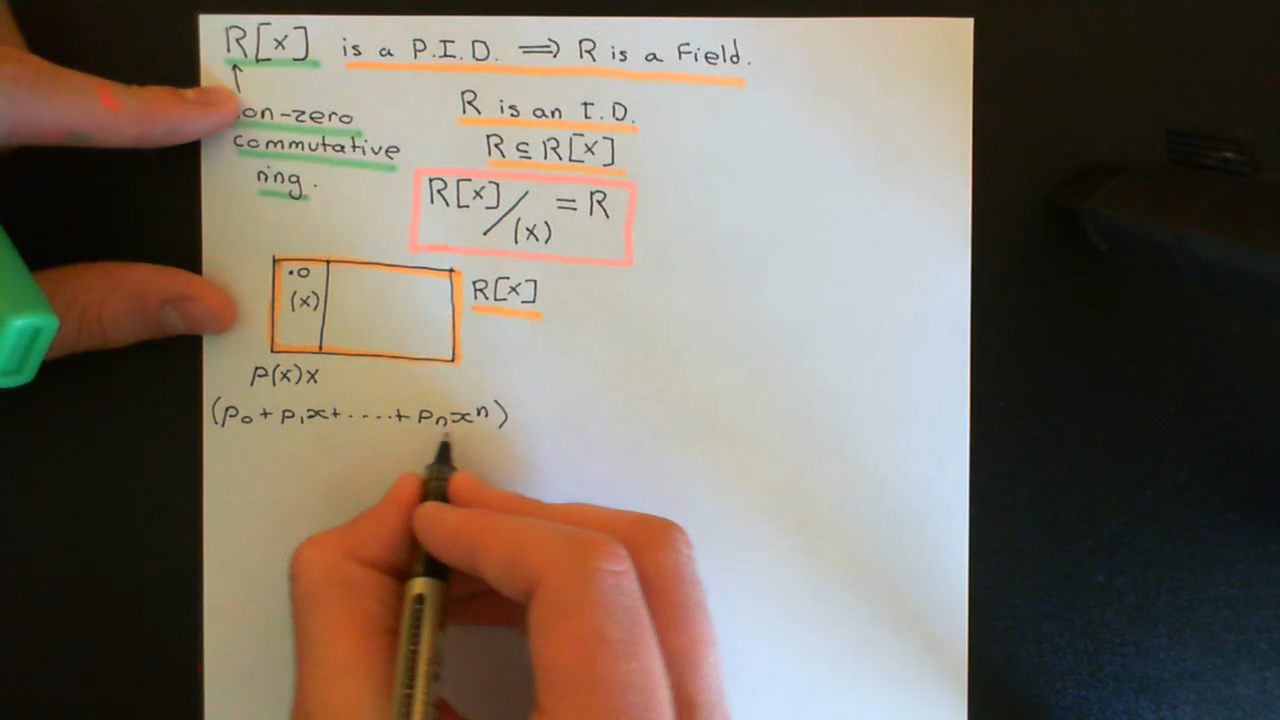 R[x] is a P.I.D. ⟹ R is a Field.
on-zero
commutative
ring.
R is an I.D.
R ⊆ R[x]
R[x]/(x) = R
·0
(x)
R[x]
P(x)x
(p₀+p₁x+.....+pₙxⁿ)